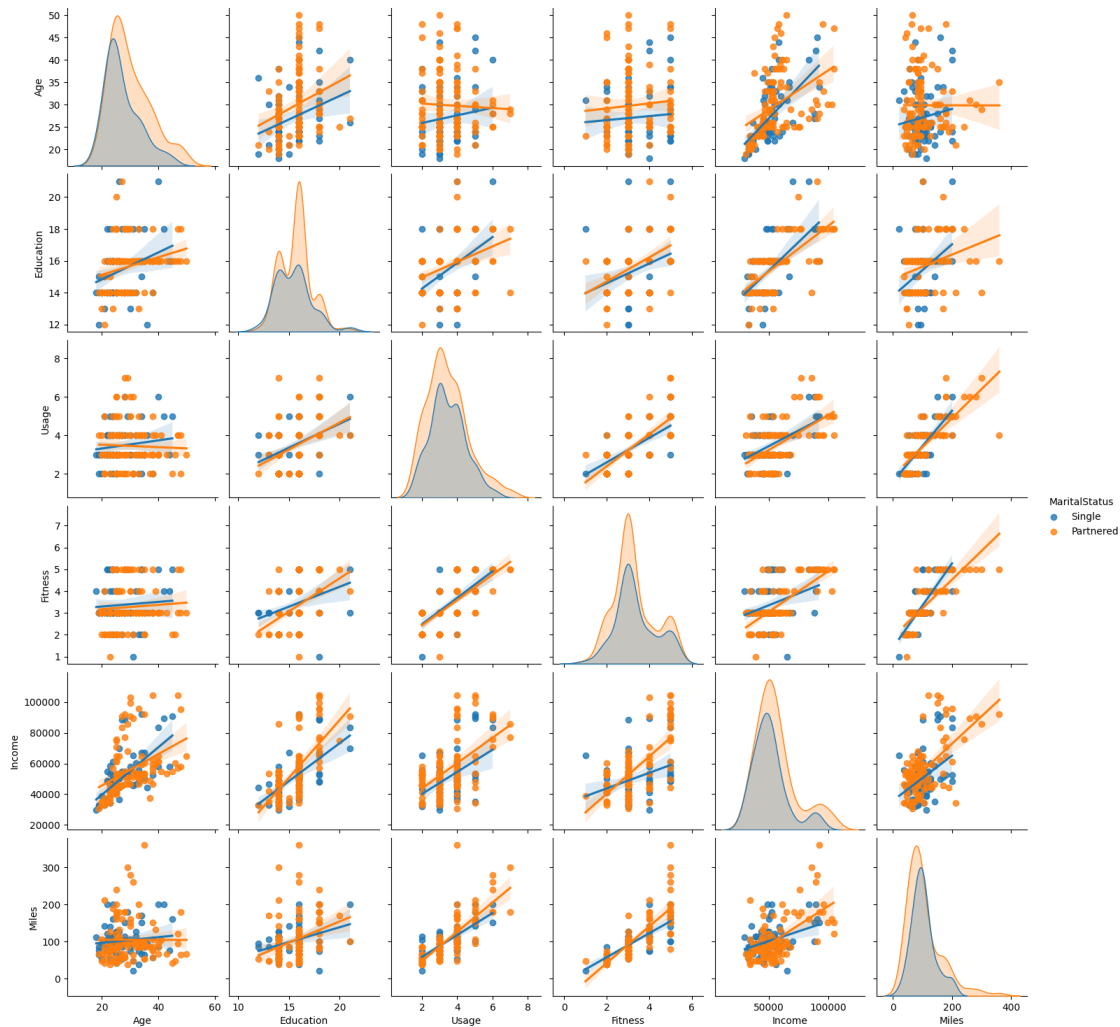 50
45
40
35
30
25
20
Age
20
18
16
14
12
Education
8
6
4
2
Usage
7
6
5
4
3
2
1
Fitness
MaritalStatus
Single
Partnered
100000
80000
60000
40000
20000
Income
300
200
100
0
Miles
20 40 60
10 15 20
2 4 6 8
0 2 4 6
50000 100000
0 200 400
Age Education Usage Fitness Income Miles